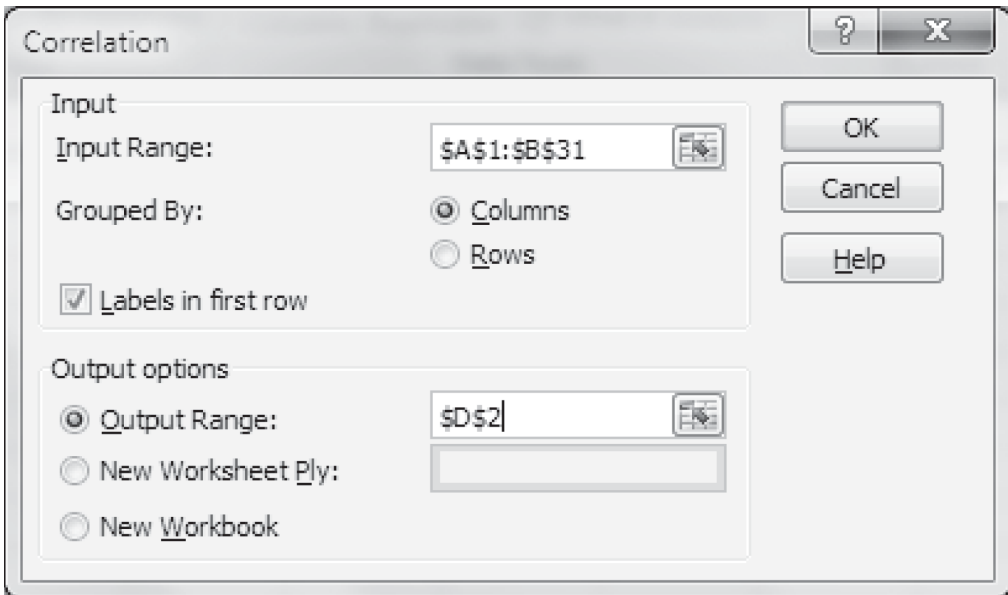 Correlation
Input
Input Range:
$A$1:$B$31
OK
Cancel
Grouped By:
Columns
Rows
Help
Labels in first row
Output options
Output Range:
$D$2
New Worksheet Ply:
New Workbook